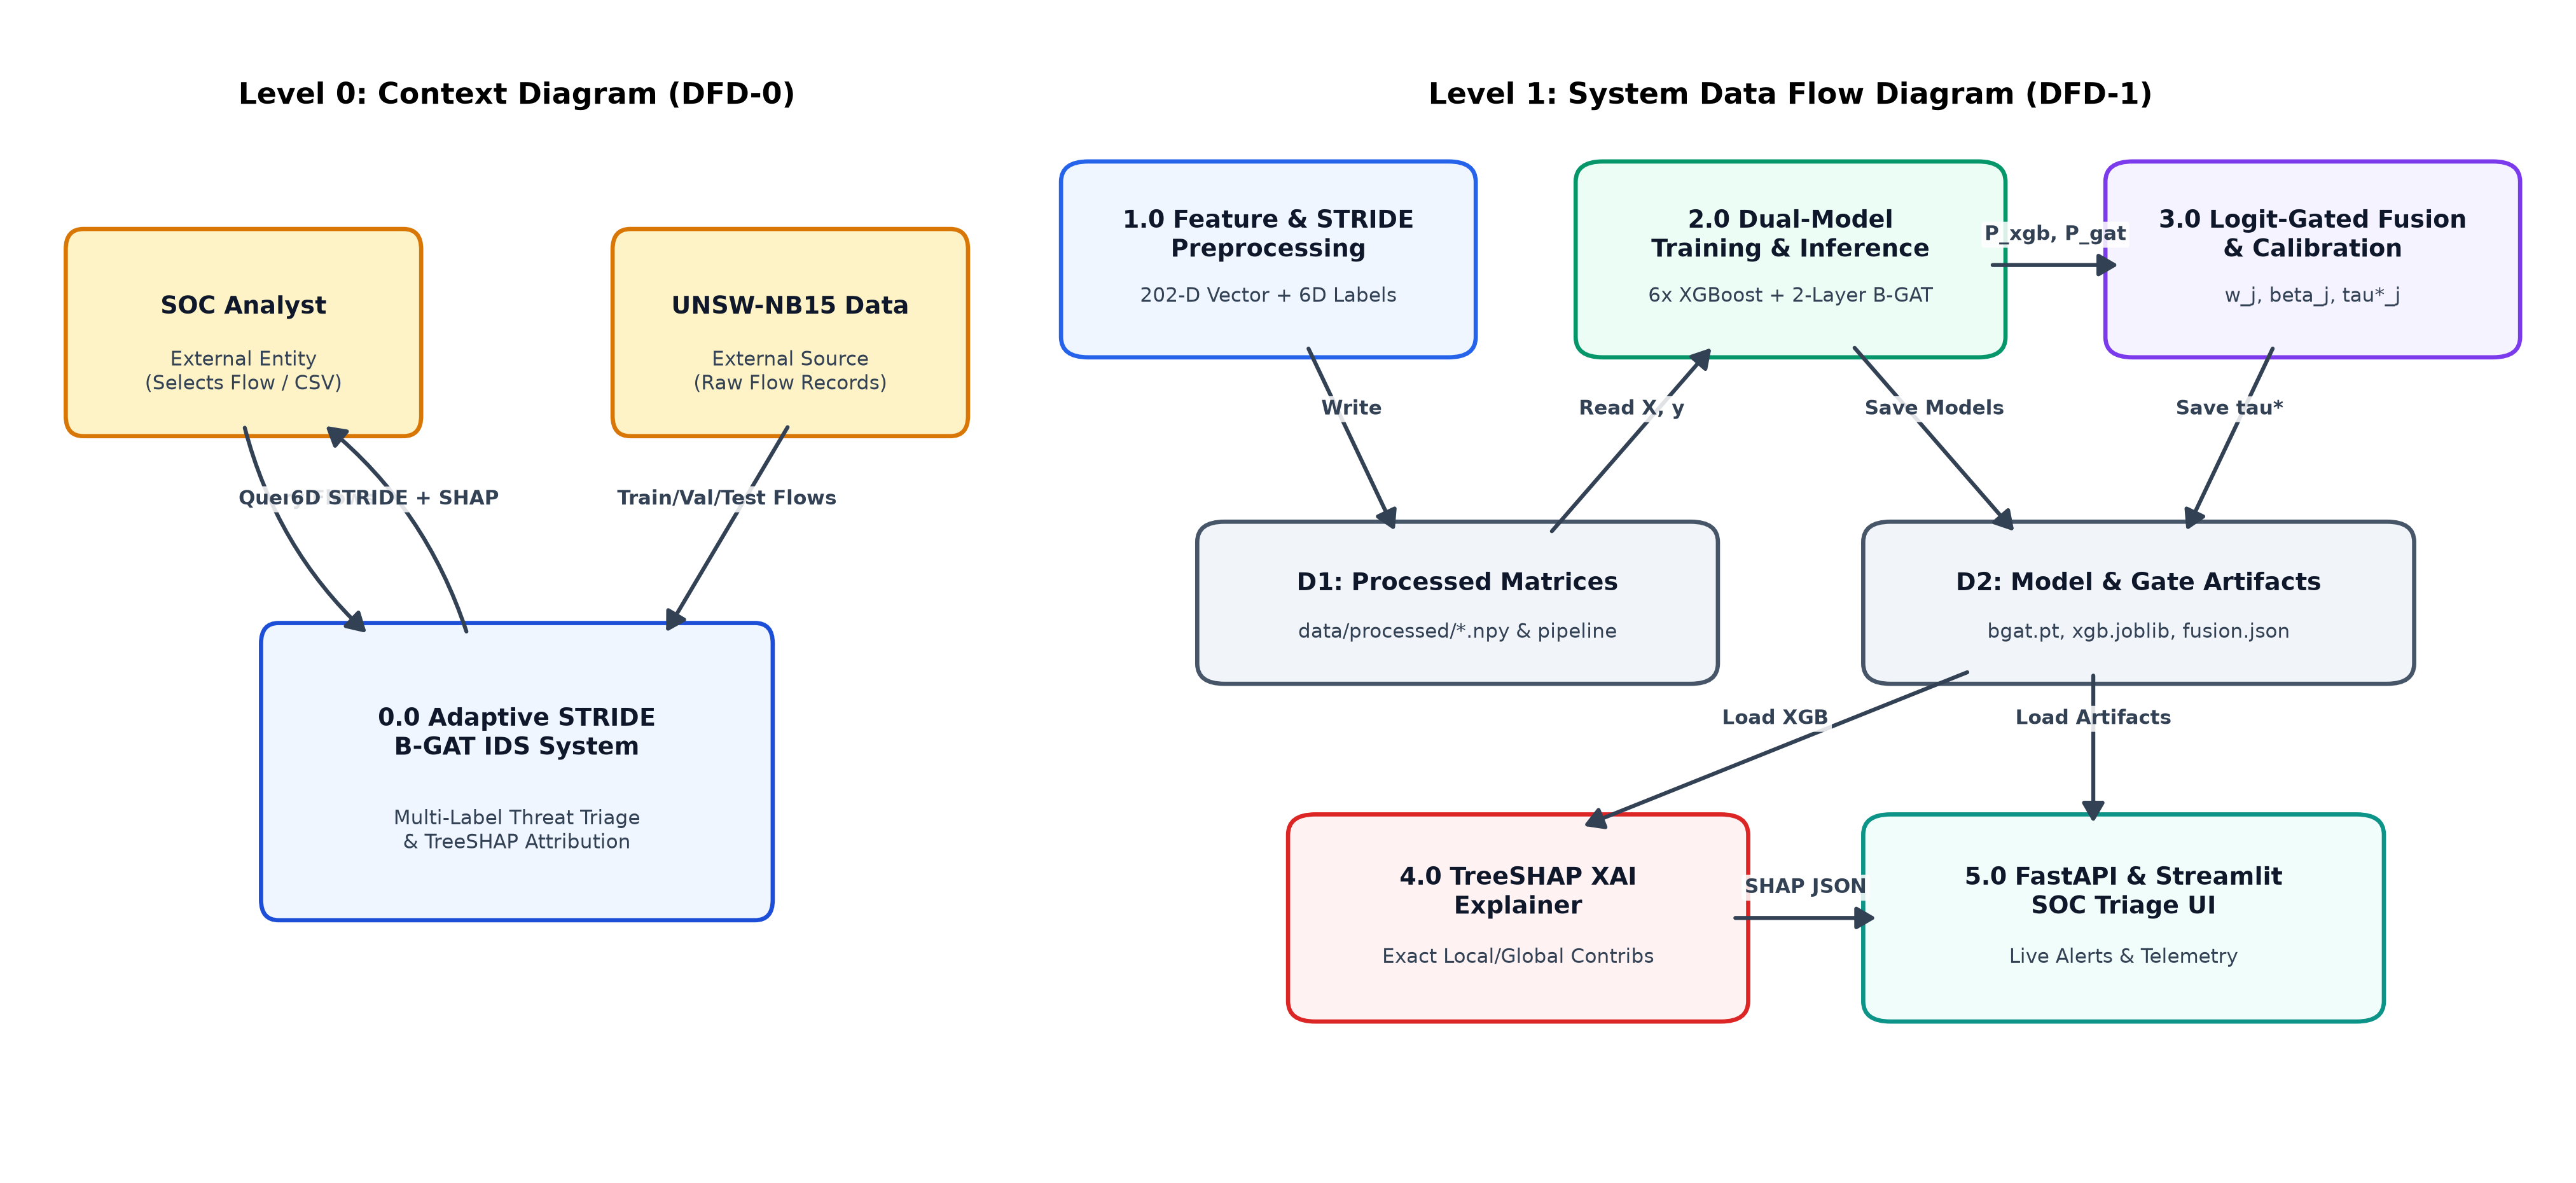 Level 0: Context Diagram (DFD-0)
SOC Analyst
External Entity
(Selects Flow / CSV)
UNSW-NB15 Data
External Source
(Raw Flow Records)
6D STRIDE + SHAP
Train/Val/Test Flows
0.0 Adaptive STRIDE
B-GAT IDS System
Multi-Label Threat Triage
& TreeSHAP Attribution
Level 1: System Data Flow Diagram (DFD-1)
1.0 Feature & STRIDE
Preprocessing
202-D Vector + 6D Labels
2.0 Dual-Model
Training & Inference
6x XGBoost + 2-Layer B-GAT
P_xgb, P_gat
3.0 Logit-Gated Fusion
& Calibration
w_j, beta_j, tau*_j
Write
Read X, y
Save Models
Save tau*
D1: Processed Matrices
data/processed/*.npy & pipeline
D2: Model & Gate Artifacts
bgat.pt, xgb.joblib, fusion.json
Load XGB
Load Artifacts
4.0 TreeSHAP XAI
Explainer
Exact Local/Global Contribs
SHAP JSON
5.0 FastAPI & Streamlit
SOC Triage UI
Live Alerts & Telemetry